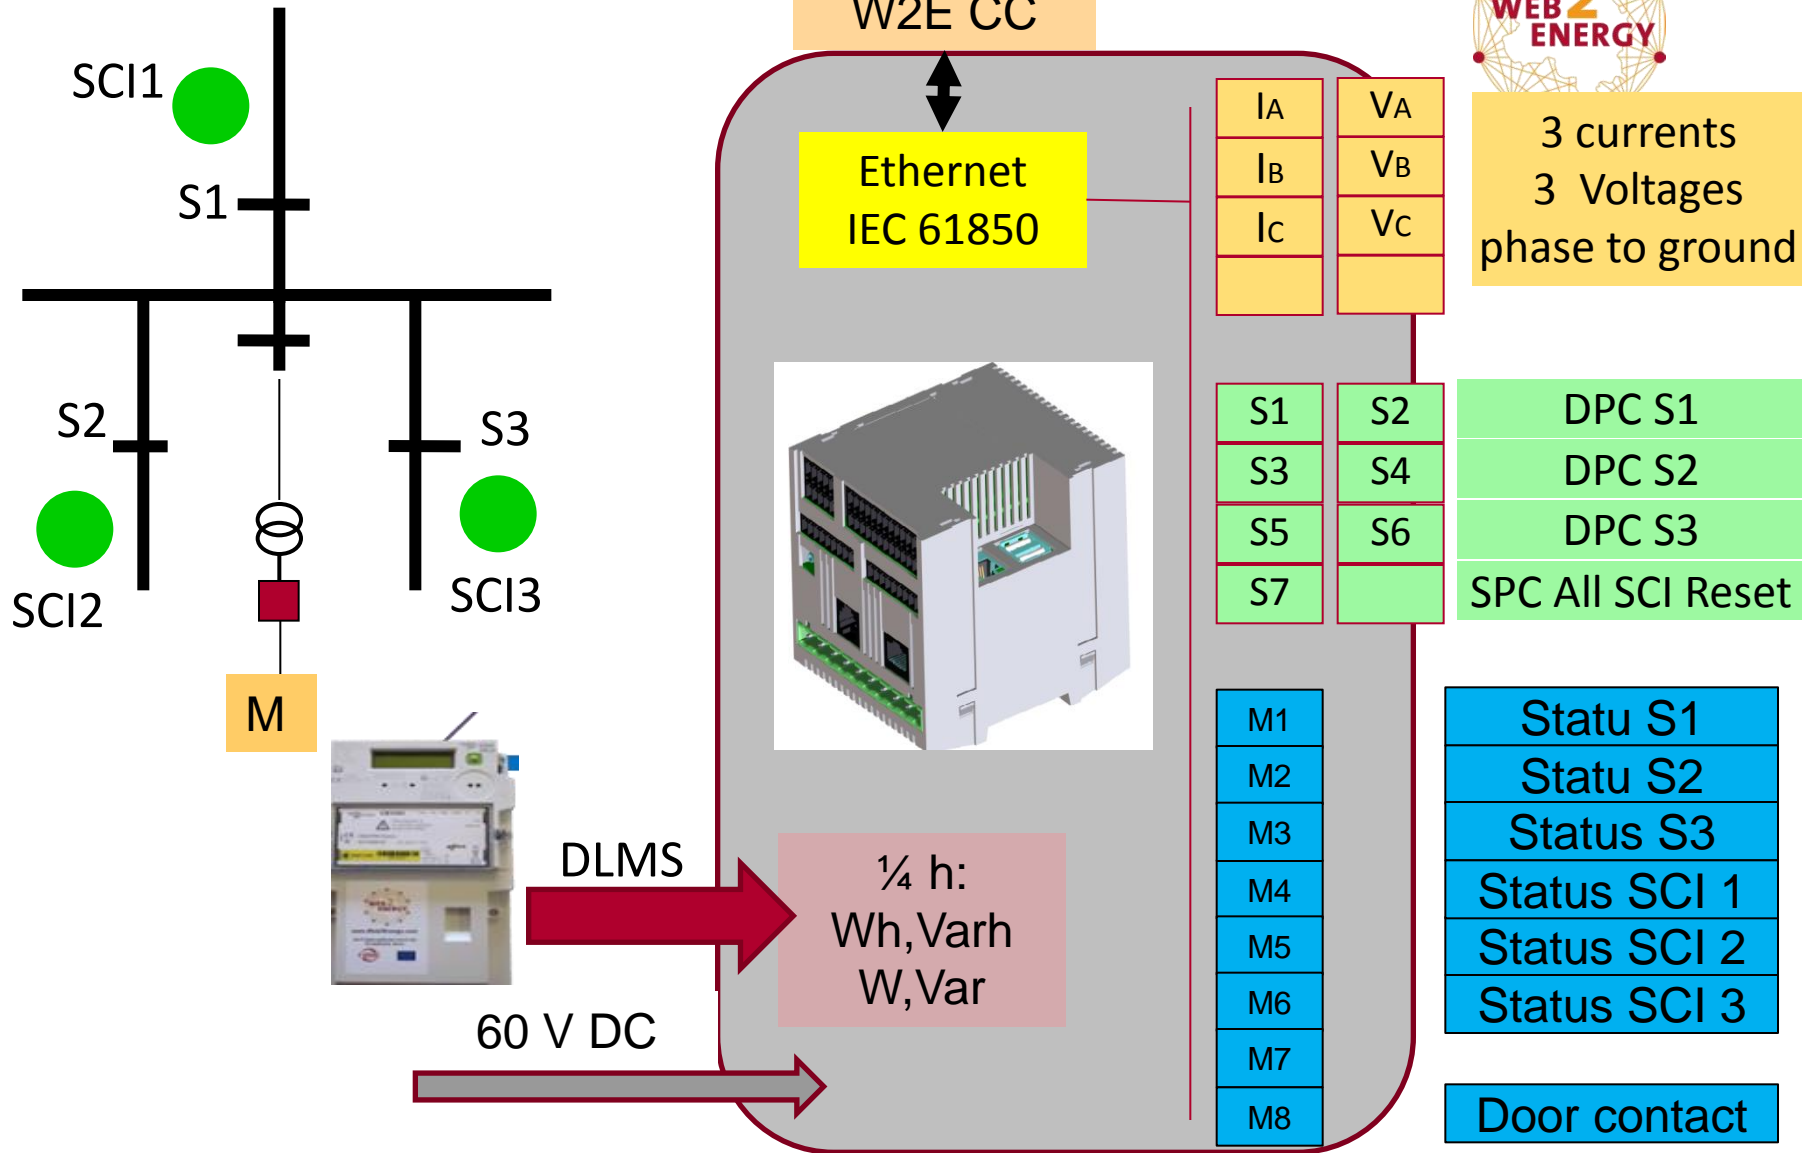 W2E CC
WEB2
ENERGY
SCI1
S1
S2
S3
SCI2
SCI3
M
Ethernet
IEC 61850
IA VA
IB VB
IC VC
3 currents
3 Voltages
phase to ground
S1 S2 DPC S1
S3 S4 DPC S2
S5 S6 DPC S3
S7 SPC All SCI Reset
M1 Statu S1
M2 Statu S2
M3 Status S3
M4 Status SCI 1
M5 Status SCI 2
M6 Status SCI 3
M7
M8 Door contact
DLMS
¼ h:
Wh,Varh
W,Var
60 V DC